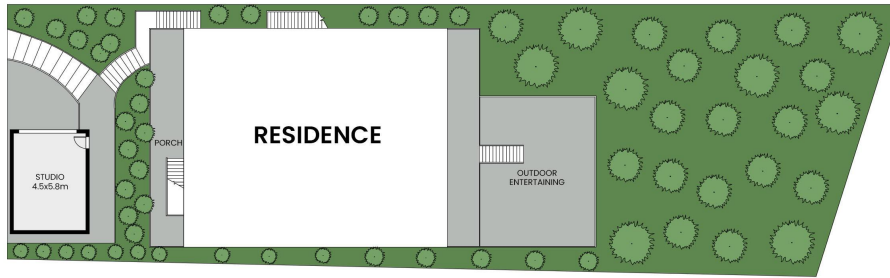 RESIDENCE
PORCH
STUDIO
4.5x5.8m
OUTDOOR
ENTERTAINING